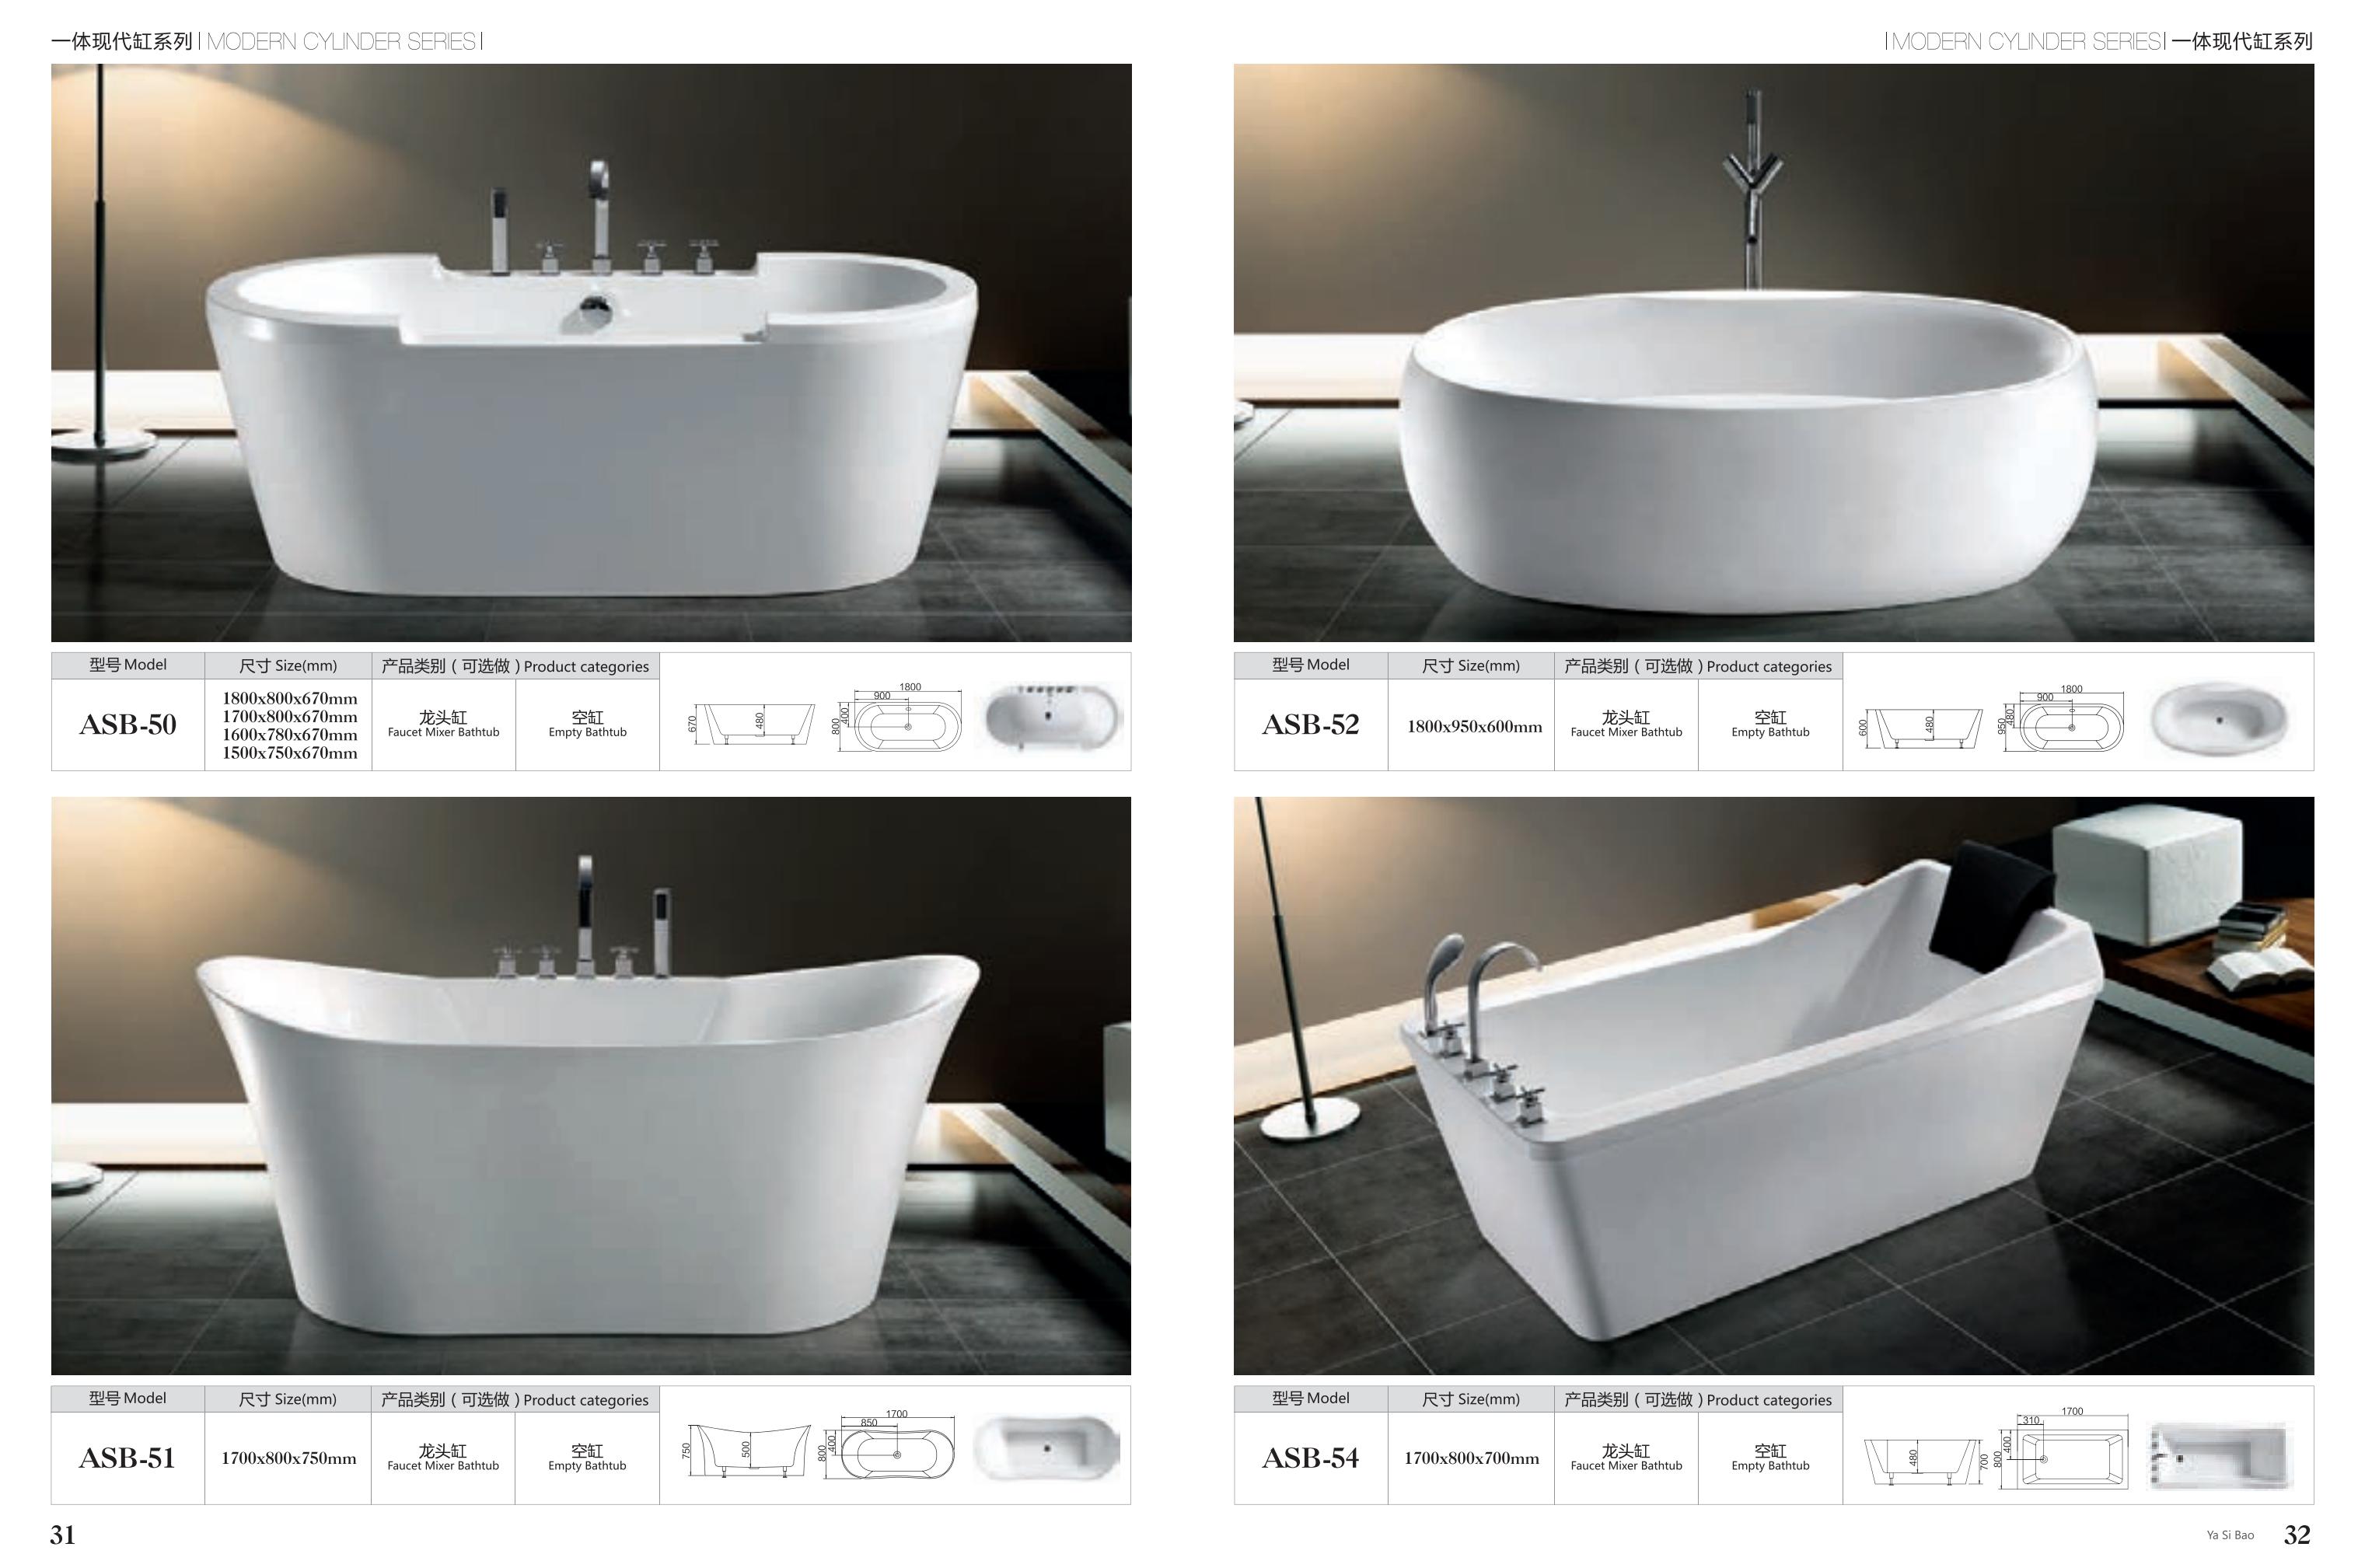 一体现代缸系列 | MODERN CYLINDER SERIES |
| MODERN CYLINDER SERIES | 一体现代缸系列
型号 Model
尺寸 Size(mm)
产品类别（可选做）Product categories
ASB-50
1800x800x670mm
1700x800x670mm
1600x780x670mm
1500x750x670mm
龙头缸
Faucet Mixer Bathtub
空缸
Empty Bathtub
670
480
1800
900
800
400
型号 Model
尺寸 Size(mm)
产品类别（可选做）Product categories
ASB-52
1800x950x600mm
龙头缸
Faucet Mixer Bathtub
空缸
Empty Bathtub
600
480
1800
900
950
480
型号 Model
尺寸 Size(mm)
产品类别（可选做）Product categories
ASB-51
1700x800x750mm
龙头缸
Faucet Mixer Bathtub
空缸
Empty Bathtub
750
500
1700
850
800
400
型号 Model
尺寸 Size(mm)
产品类别（可选做）Product categories
ASB-54
1700x800x700mm
龙头缸
Faucet Mixer Bathtub
空缸
Empty Bathtub
480
700
1700
310
800
400
31
Ya Si Bao
32